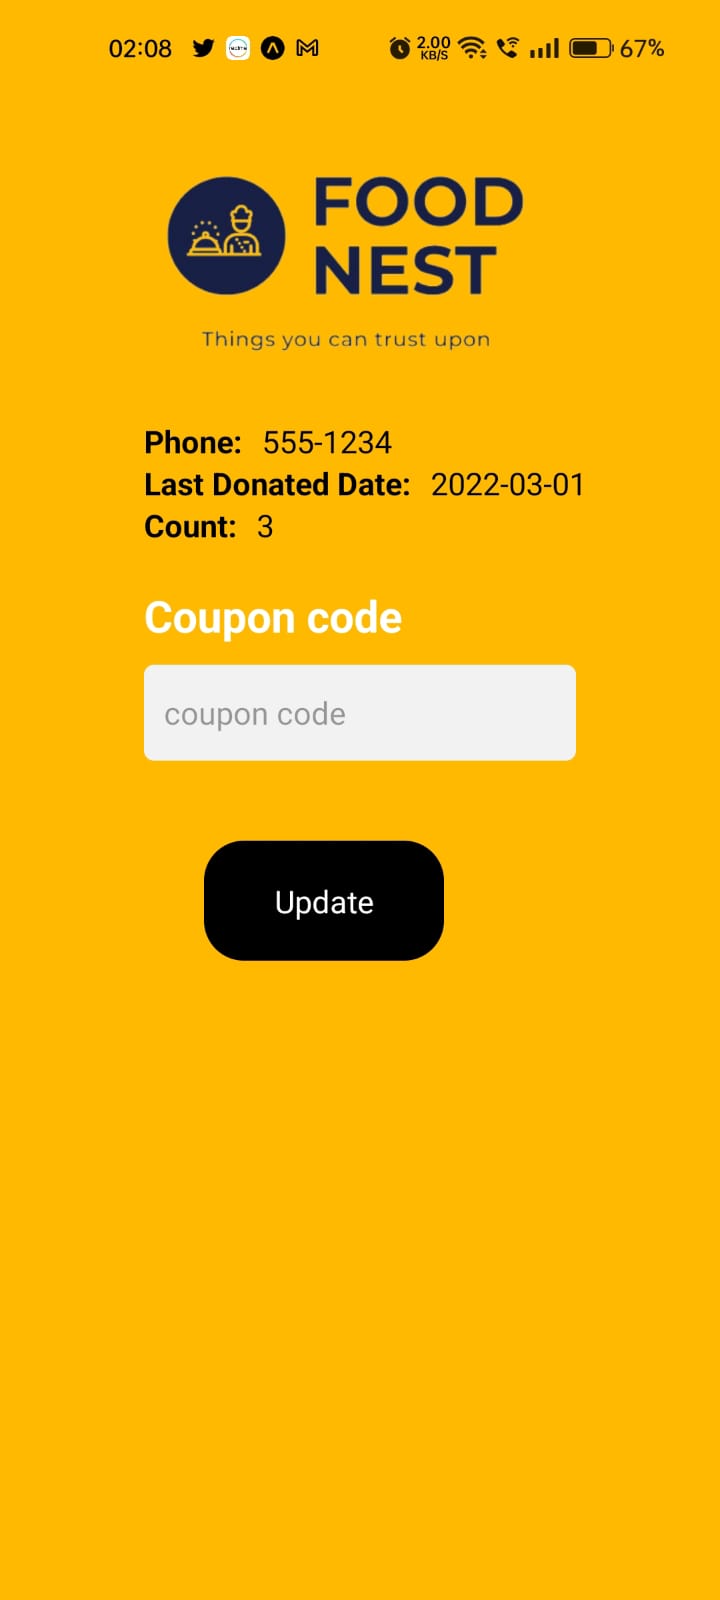 02:08 2.00 KB/S 67%
FOOD
NEST
Things you can trust upon
Phone: 555-1234
Last Donated Date: 2022-03-01
Count: 3
Coupon code
coupon code
Update